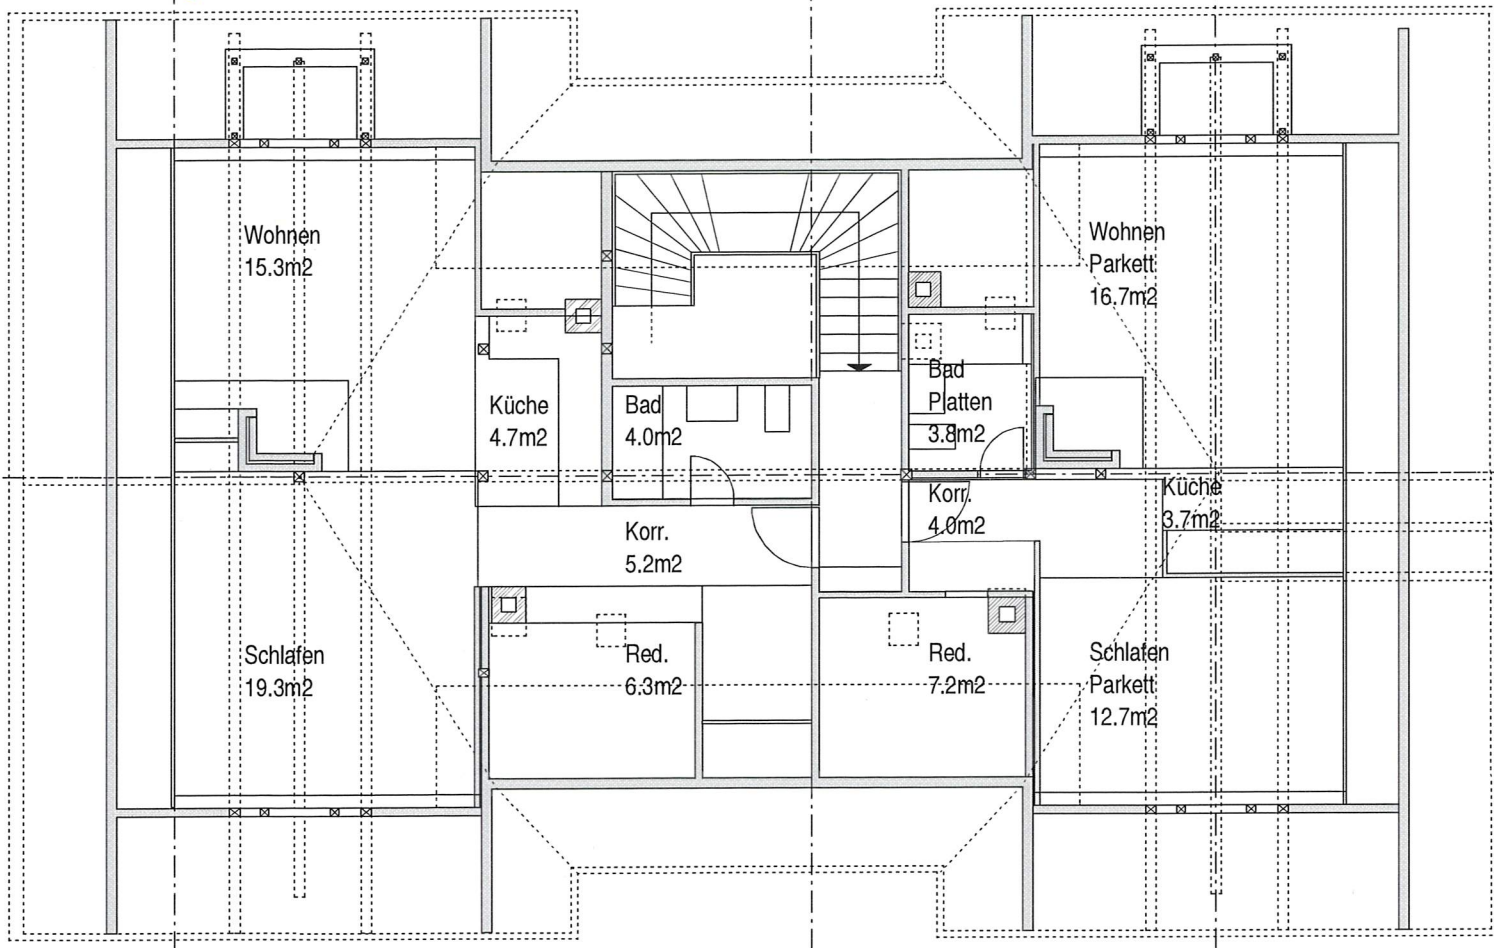 Wohnen
15.3m2
Küche
4.7m2
Bad
4.0m2
Korr.
5.2m2
Schlafen
19.3m2
Red.
6.3m2
Wohnen
Parkett
16.7m2
Bad
Platten
3.8m2
Korr.
4.0m2
Küche
3.7m2
Red.
7.2m2
Schlafen
Parkett
12.7m2